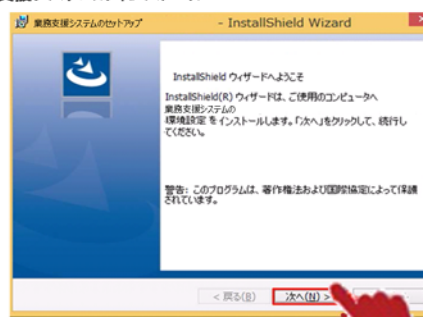 業務支援システムのセットアップ - InstallShield Wizard
InstallShield ウィザードへようこそ
InstallShield(R) ウィザードは、ご使用のコンピュータへ
業務支援システムの
環境設定 をインストールします。「次へ」をクリックして、続行し
てください。
警告: このプログラムは、著作権法および国際協定によって保護
されています。
< 戻る(B) 次へ(N) >